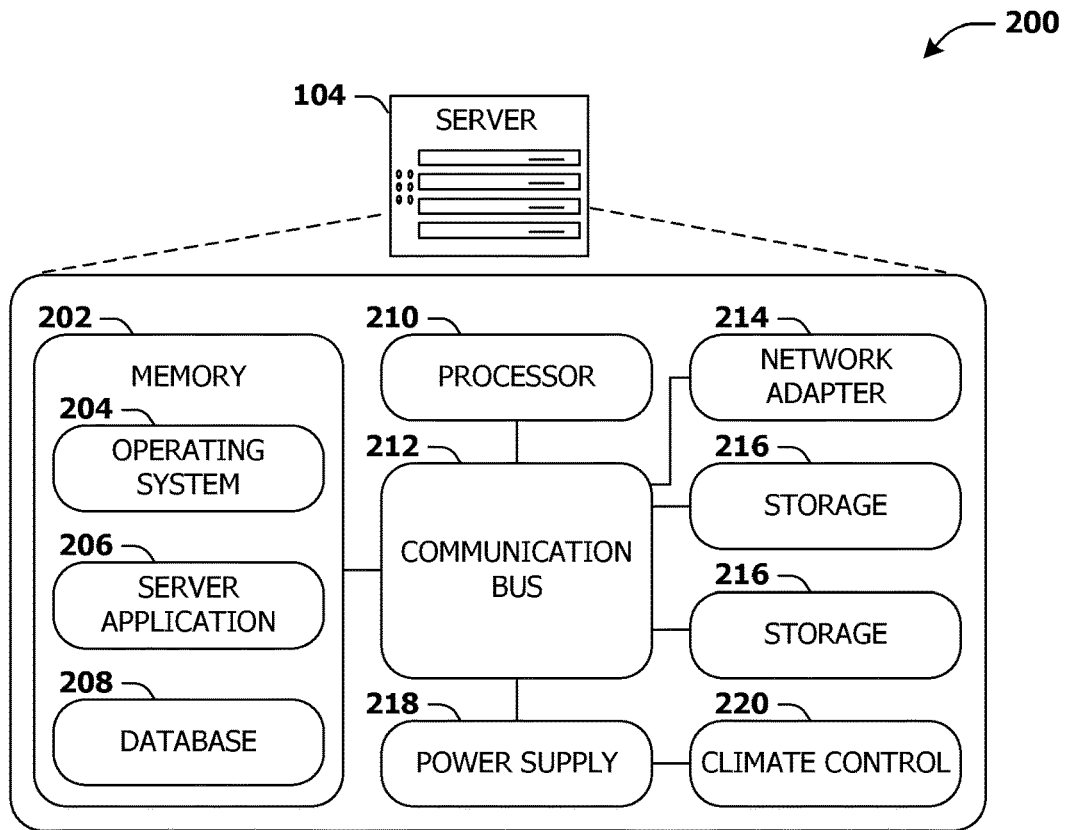 200
104
SERVER
202
210
214
MEMORY
PROCESSOR
NETWORK
ADAPTER
204
OPERATING
SYSTEM
212
216
COMMUNICATION
BUS
STORAGE
206
SERVER
APPLICATION
216
STORAGE
208
DATABASE
218
POWER SUPPLY
220
CLIMATE CONTROL